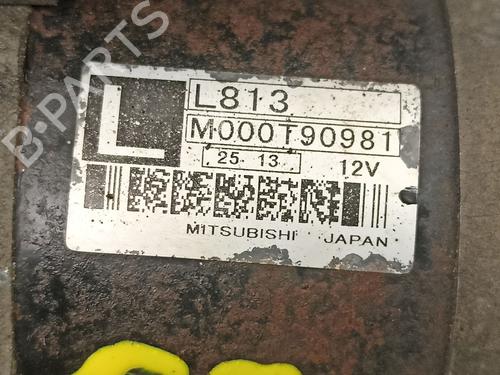 B-PARTS
L
L813
M000T90981
25 13
12V
MITSUBISHI JAPAN